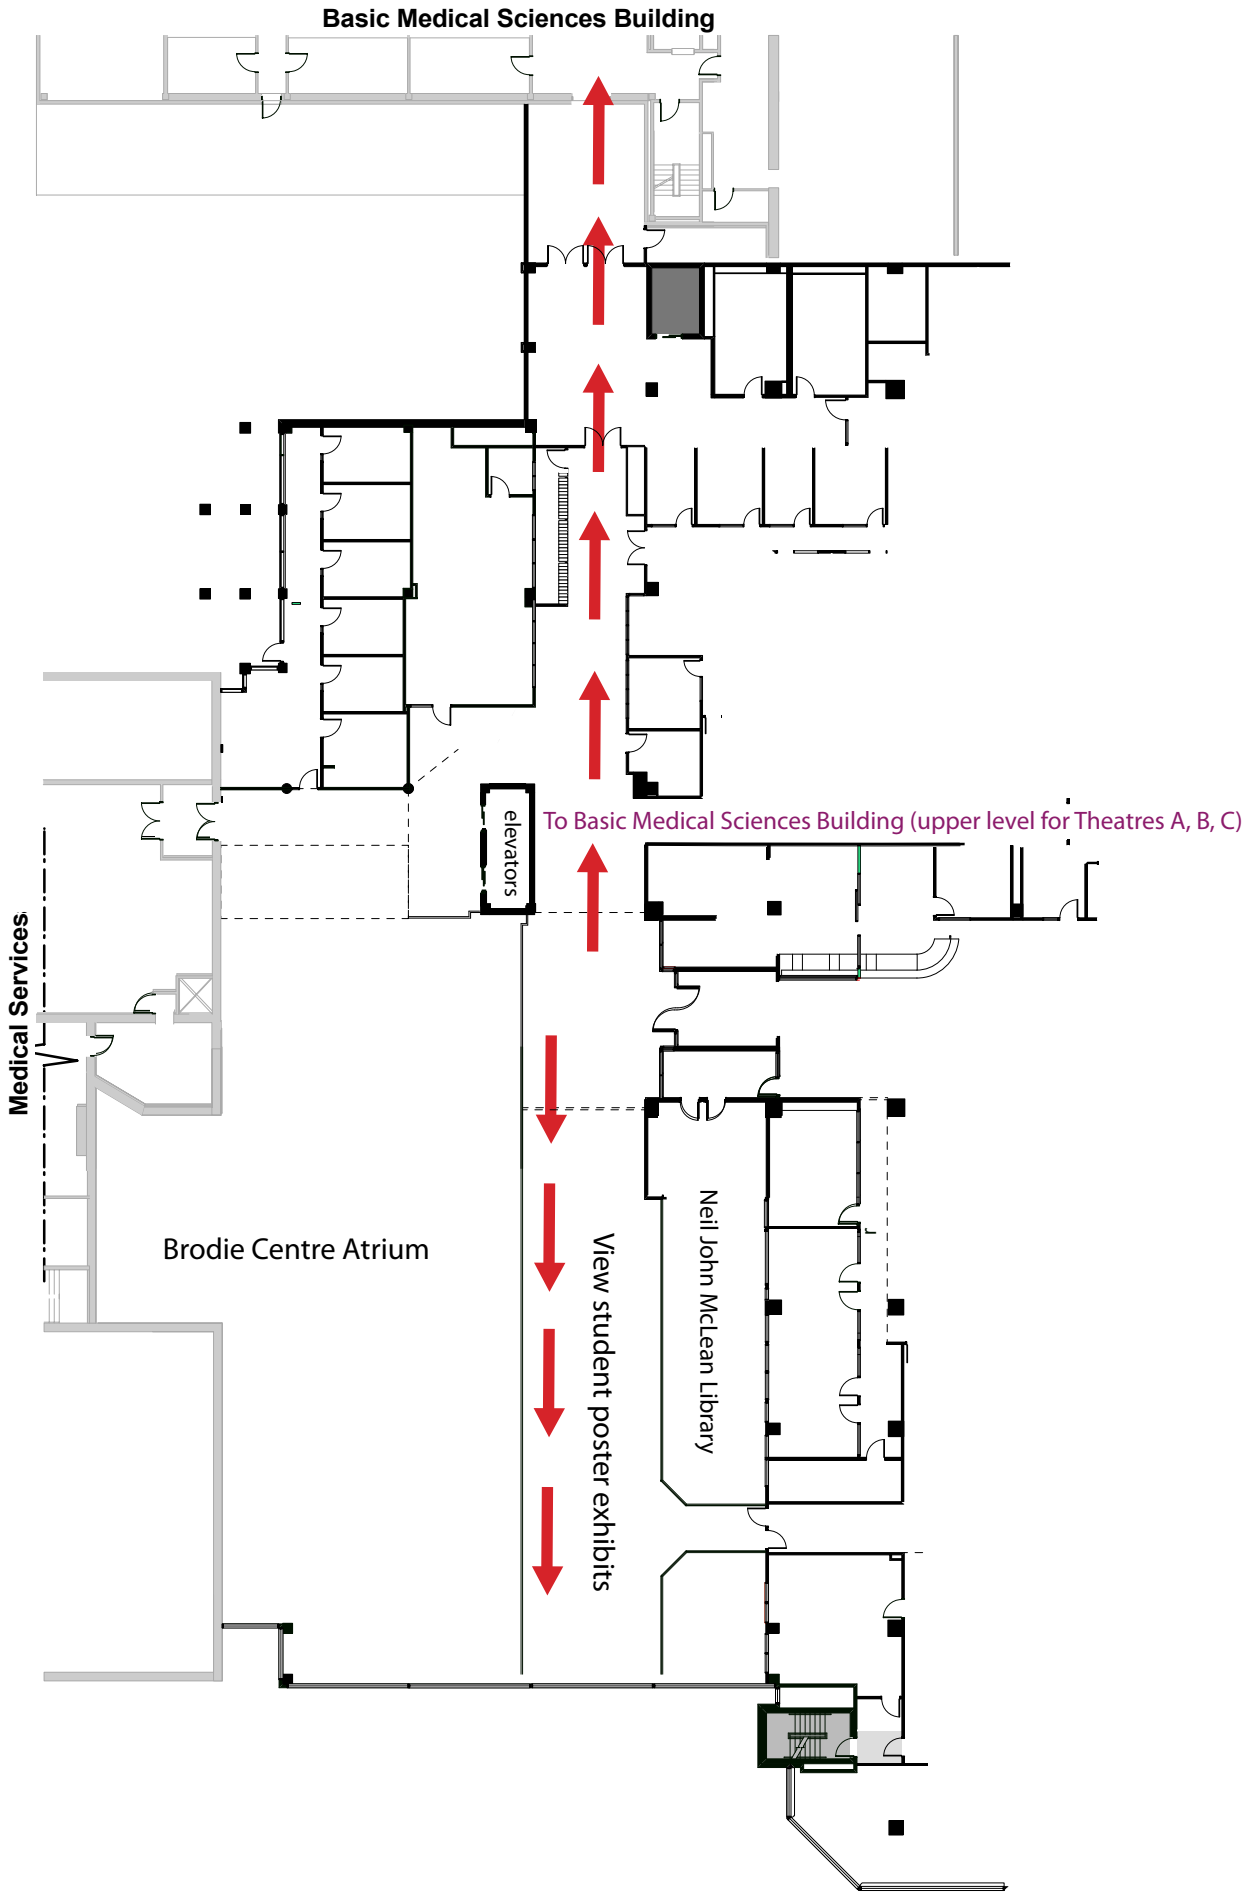 Basic Medical Sciences Building
elevators
To Basic Medical Sciences Building (upper level for Theatres A, B, C)
Medical Services
Brodie Centre Atrium
View student poster exhibits
Neil John McLean Library